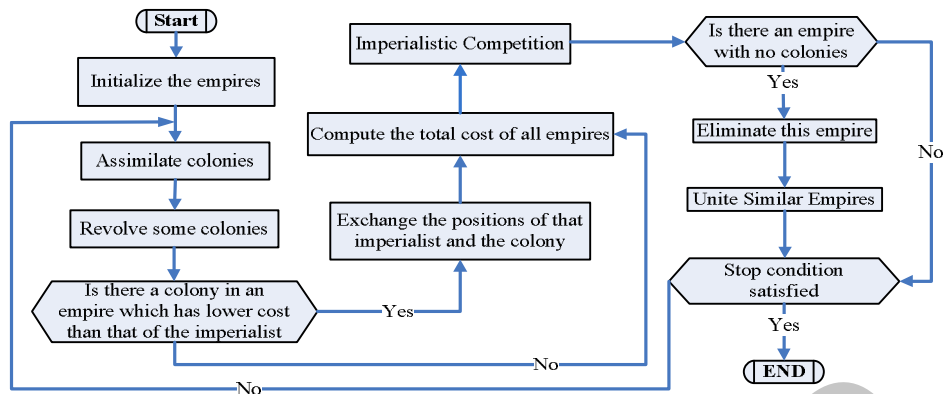 Start
Initialize the empires
Assimilate colonies
Revolve some colonies
Is there a colony in an
empire which has lower cost
than that of the imperialist
Yes
No
Exchange the positions of that
imperialist and the colony
Compute the total cost of all empires
Imperialistic Competition
Is there an empire
with no colonies
Yes
No
Eliminate this empire
Unite Similar Empires
Stop condition
satisfied
Yes
No
END